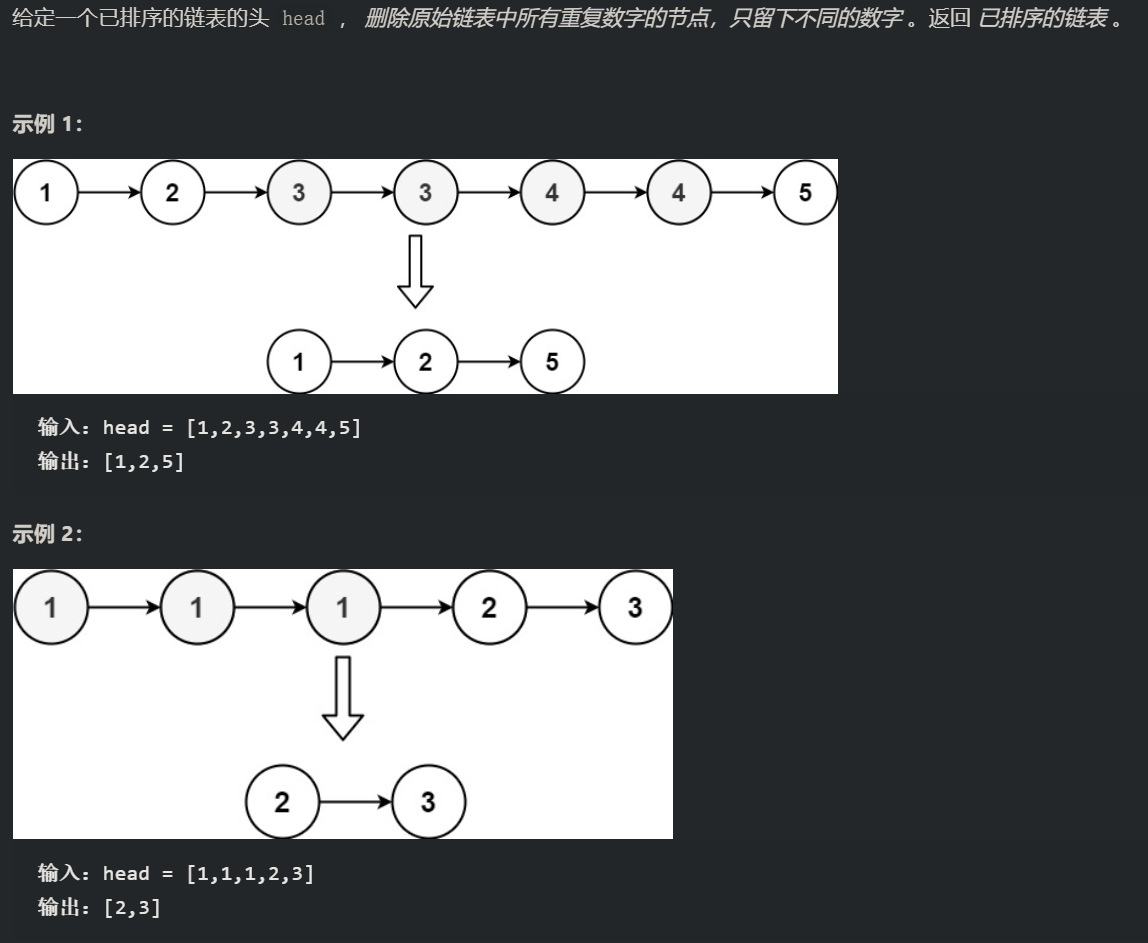 给定一个已排序的链表的头 head ， 删除原始链表中所有重复数字的节点，只留下不同的数字 。返回 已排序的链表 。
示例 1：
1 2 3 3 4 4 5
1 2 5
输入：head = [1,2,3,3,4,4,5]
输出：[1,2,5]
示例 2：
1 1 1 2 3
2 3
输入：head = [1,1,1,2,3]
输出：[2,3]